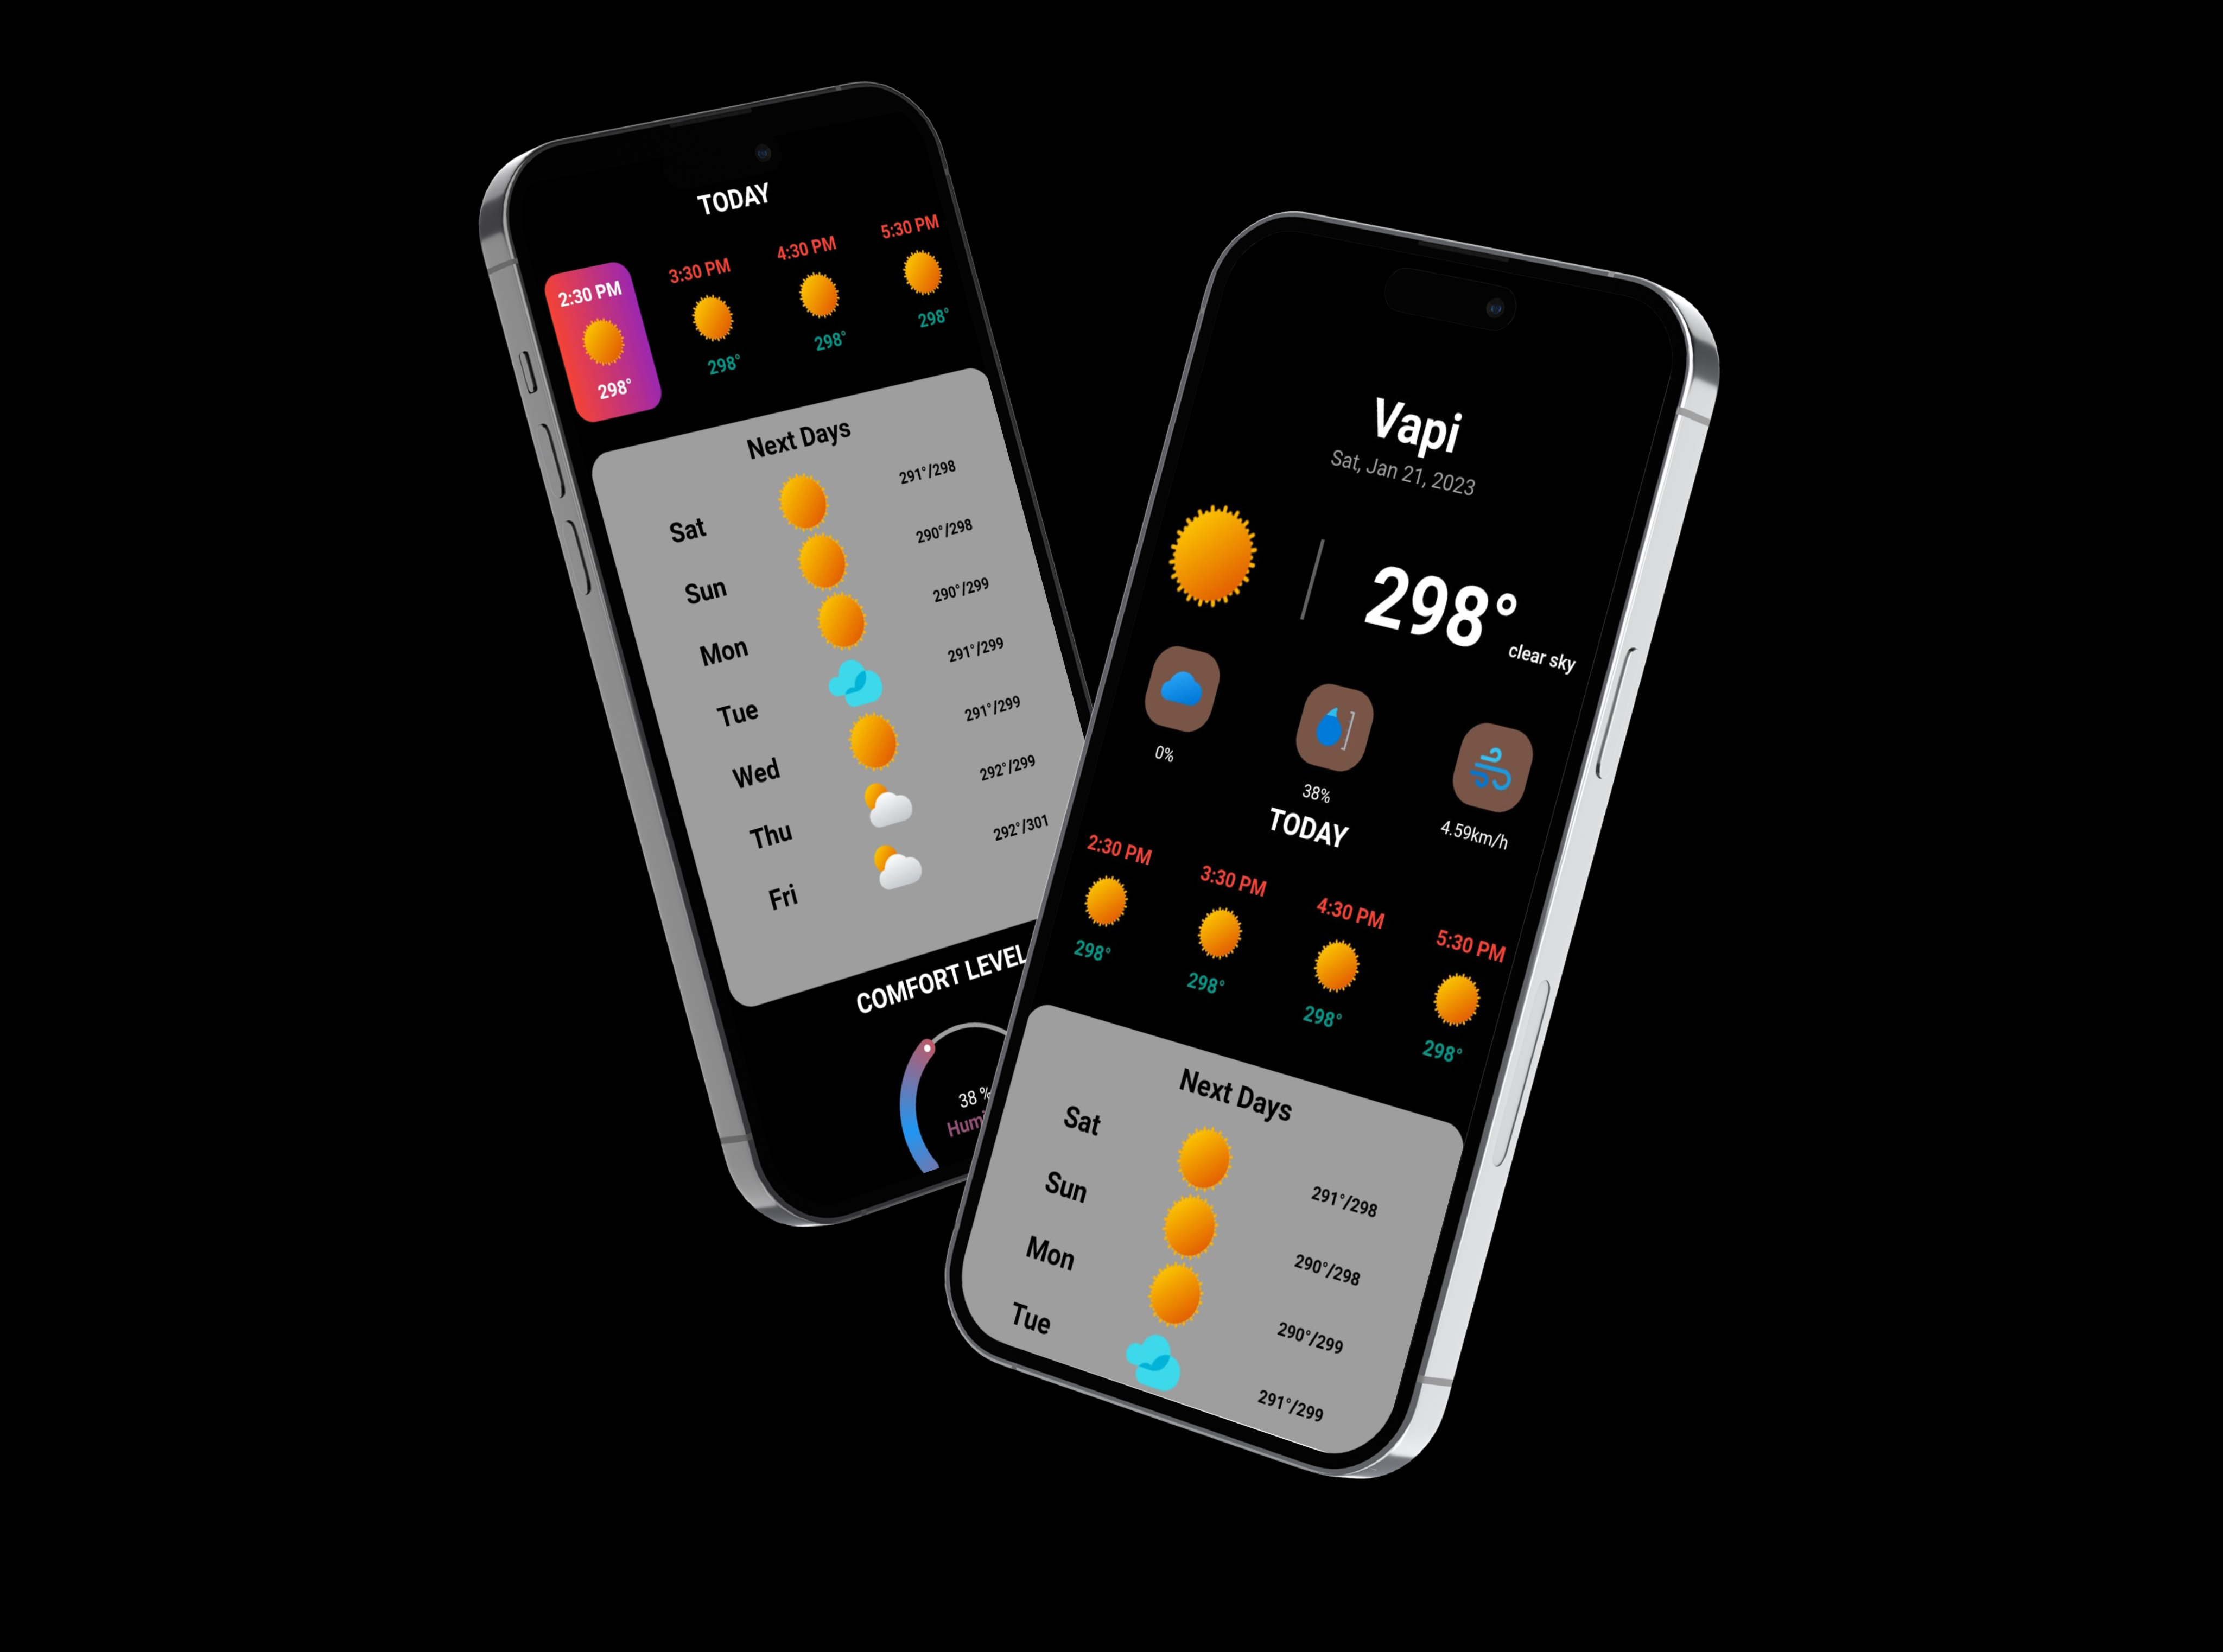 TODAY
2:30 PM 3:30 PM 4:30 PM 5:30 PM
298° 298° 298° 298°
Next Days
Sat 291°/298
Sun 290°/298
Mon 290°/299
Tue 291°/299
Wed 291°/299
Thu 292°/299
Fri 292°/301
COMFORT LEVEL
38 %
Vapi
Sat, Jan 21, 2023
298° clear sky
0% 38% 4.59km/h
TODAY
2:30 PM 3:30 PM 4:30 PM 5:30 PM
298° 298° 298° 298°
Next Days
Sat 291°/298
Sun 290°/298
Mon 290°/299
Tue 291°/299